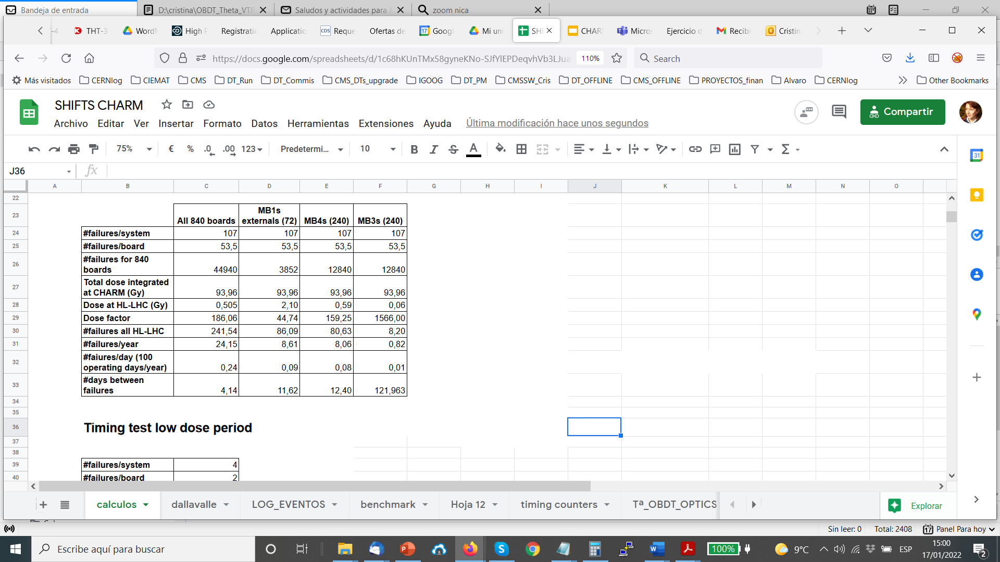 Bandeja de entrada
D:\cristina\OBDT_Theta_VTR
Saludos y actividades para
zoom nica
THT-3
Word
High
Registratic
Applicatio
CDS
Reque
Ofertas de
17
Googl
Mi uni
SHI
CHAR
Micros
Ejercicio d
Recib
Cristin
https://docs.google.com/spreadsheets/d/1c68hKUnTMx58gyneKNo-SJfYlEPDeqvhVb3LJua
110%
Search
Más visitados
CERNlog
CIEMAT
CMS
DT_Run
DT_Commis
CMS_DTs_upgrade
IGOOG
DT_PM
CMSSW_Cris
DT_OFFLINE
CMS_OFFLINE
PROYECTOS_finan
Alvaro
CERNlog
Other Bookmarks
SHIFTS CHARM
Archivo Editar Ver Insertar Formato Datos Herramientas Extensiones Ayuda
Última modificación hace unos segundos
Compartir
75% € % .0 .00 123 Predetermi... 10 B I S A
31
J36
fx
A B C D E F G H I J K L M N O
22
23 All 840 boards MB1s externals (72) MB4s (240) MB3s (240)
24 #failures/system 107 107 107 107
25 #failures/board 53,5 53,5 53,5 53,5
26 #failures for 840 boards 44940 3852 12840 12840
27 Total dose integrated at CHARM (Gy) 93,96 93,96 93,96 93,96
28 Dose at HL-LHC (Gy) 0,505 2,10 0,59 0,06
29 Dose factor 186,06 44,74 159,25 1566,00
30 #failures all HL-LHC 241,54 86,09 80,63 8,20
31 #failures/year 24,15 8,61 8,06 0,82
32 #faiures/day (100 operating days/year) 0,24 0,09 0,08 0,01
33 #days between failures 4,14 11,62 12,40 121,963
34
35
36 Timing test low dose period
37
38
39 #failures/system 4
40 #failures/board 2
calculos
dallavalle
LOG_EVENTOS
benchmark
Hoja 12
timing counters
Tª_OBDT_OPTICS
Explorar
Sin leer: 0
Total: 2408
17
Panel Para hoy
Escribe aquí para buscar
100%
9°C
ESP
15:00
17/01/2022
2